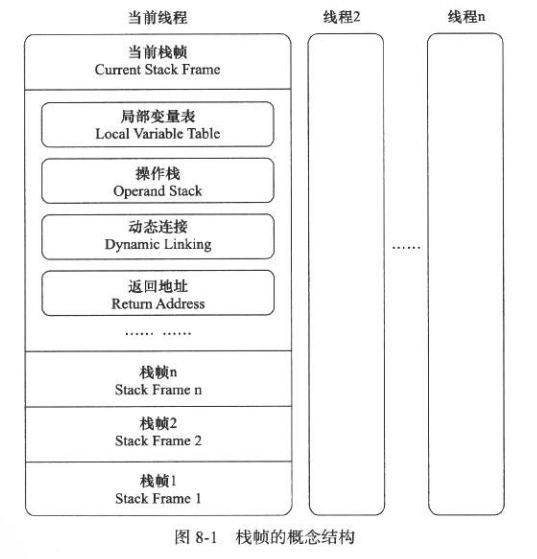 当前线程
线程2
线程n
当前栈帧
Current Stack Frame
局部变量表
Local Variable Table
操作栈
Operand Stack
动态连接
Dynamic Linking
返回地址
Return Address
…… ……
……
栈帧n
Stack Frame n
栈帧2
Stack Frame 2
栈帧1
Stack Frame 1
图 8-1 栈帧的概念结构